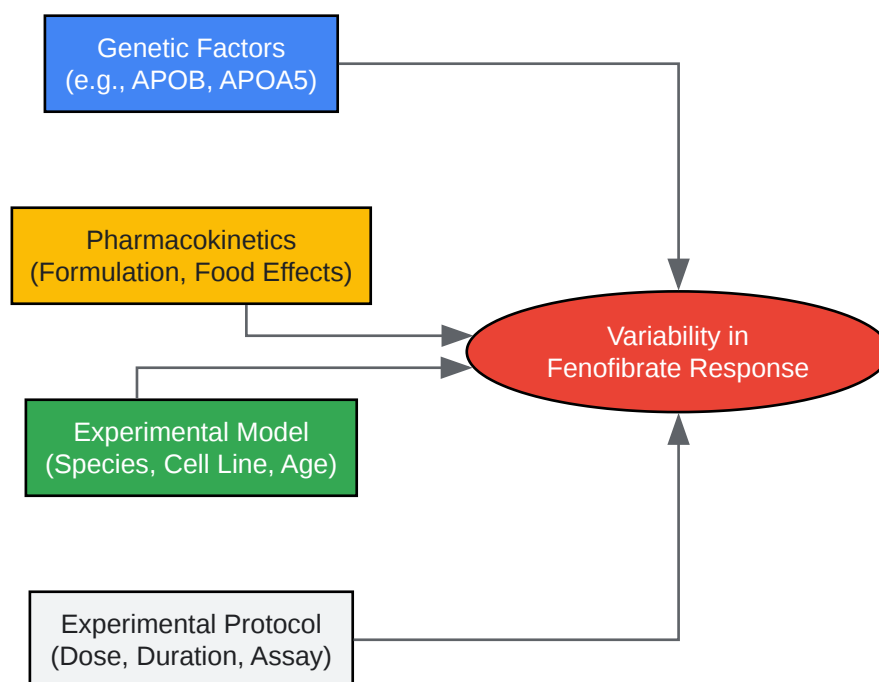 Genetic Factors
(e.g., APOB, APOA5)
Pharmacokinetics
(Formulation, Food Effects)
Variability in
Fenofibrate Response
Experimental Model
(Species, Cell Line, Age)
Experimental Protocol
(Dose, Duration, Assay)